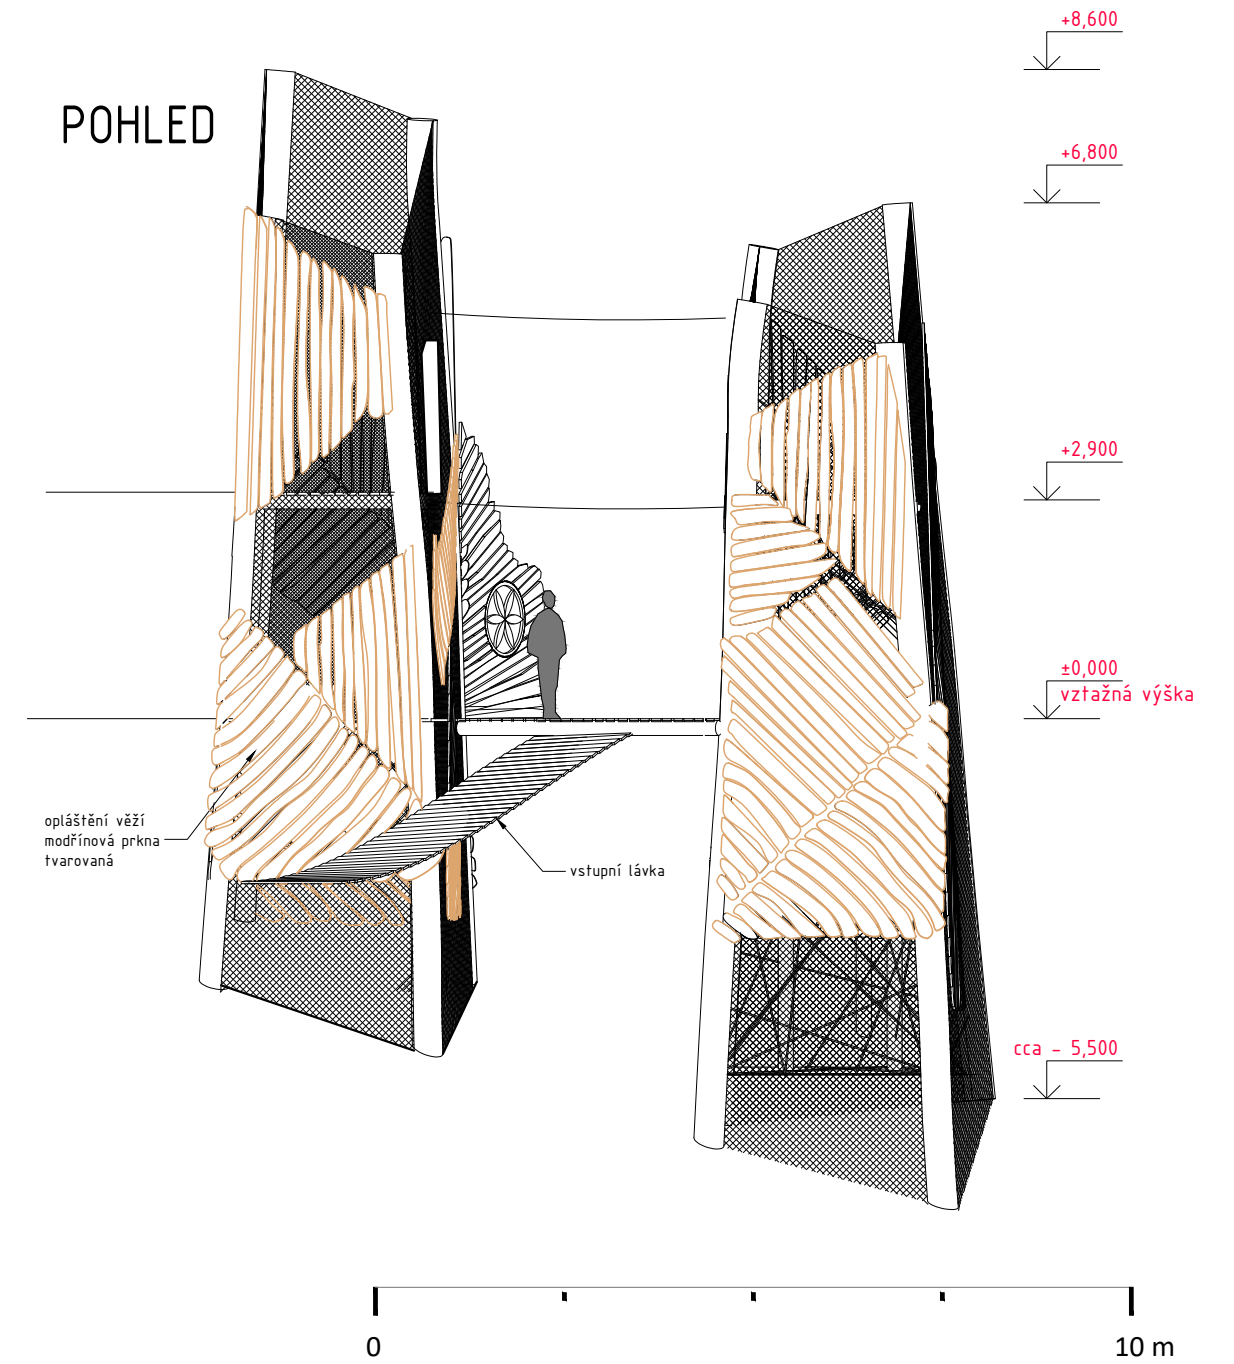 +8,600
POHLED
+6,800
+2,900
±0,000
vztažná výška
opláštění věží
modřínová prkna
tvarovaná
vstupní lávka
cca - 5,500
0
10 m